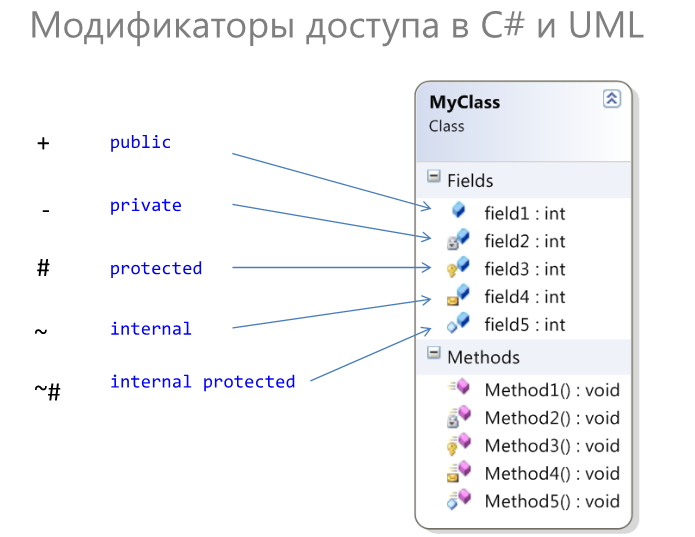 Модификаторы доступа в C# и UML
+ public
- private
# protected
~ internal
~# internal protected
MyClass
Class
Fields
field1 : int
field2 : int
field3 : int
field4 : int
field5 : int
Methods
Method1() : void
Method2() : void
Method3() : void
Method4() : void
Method5() : void